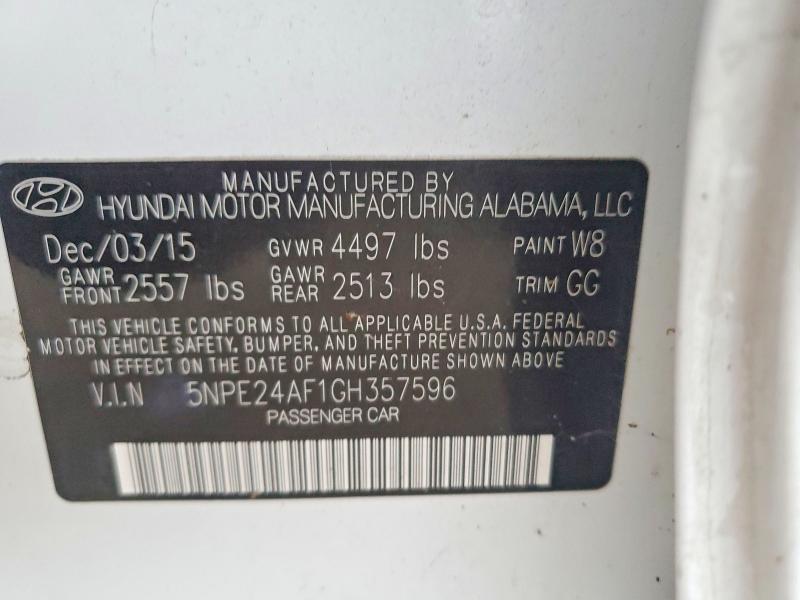 MANUFACTURED BY
HYUNDAI MOTOR MANUFACTURING ALABAMA, LLC
Dec/03/15 GVWR 4497 lbs PAINT W8
GAWR FRONT 2557 lbs GAWR REAR 2513 lbs TRIM GG
THIS VEHICLE CONFORMS TO ALL APPLICABLE U.S.A. FEDERAL
MOTOR VEHICLE SAFETY, BUMPER, AND THEFT PREVENTION STANDARDS
IN EFFECT ON THE DATE OF MANUFACTURE SHOWN ABOVE
V.I.N 5NPE24AF1GH357596
PASSENGER CAR